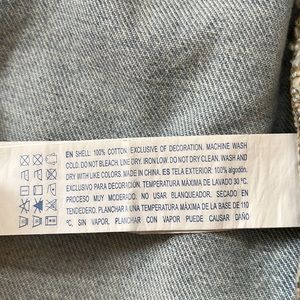 EN SHELL: 100% COTTON. EXCLUSIVE OF DECORATION. MACHINE WASH
COLD. DO NOT BLEACH. LINE DRY. IRON LOW. DO NOT DRY CLEAN. WASH AND
DRY WITH LIKE COLORS. MADE IN CHINA. ES TELA EXTERIOR: 100% algodón.
EXCLUSIVO PARA DECORACIÓN. TEMPERATURA MÁXIMA DE LAVADO 30 °C.
PROCESO MUY MODERADO. NO USAR BLANQUEADOR. SECADO EN
TENDEDERO. PLANCHAR A UNA TEMPERATURA MÁXIMA DE LA BASE DE 110
°C, SIN VAPOR. PLANCHAR CON VAPOR PUEDE CAUSAR DAÑO